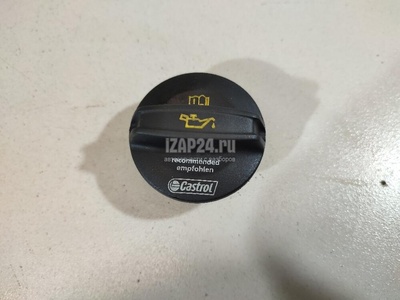 IZAP24.ru
recommended
empfohlen
Castrol